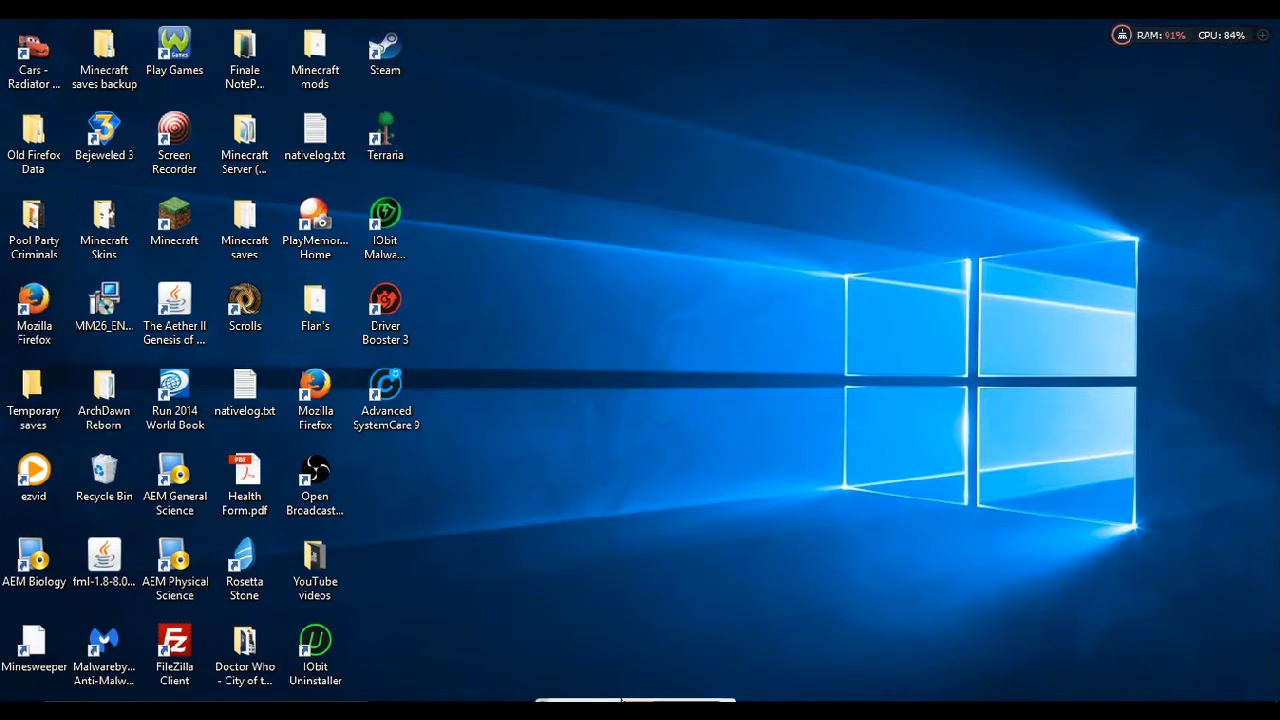 RAM: 91% CPU: 84%
Cars -
Radiator ...
Minecraft
saves backup
Play Games
Finale
NoteP...
Minecraft
mods
Steam
Old Firefox
Data
Bejeweled 3
Screen
Recorder
Minecraft
Server (...
nativelog.txt
Terraria
Pool Party
Criminals
Minecraft
Skins
Minecraft
Minecraft
saves
PlayMemor...
Home
IObit
Malwa...
Mozilla
Firefox
MM26_EN...
The Aether II
Genesis of ...
Scrolls
Flan's
Driver
Booster 3
Temporary
saves
ArchDawn
Reborn
Run 2014
World Book
nativelog.txt
Mozilla
Firefox
Advanced
SystemCare 9
ezvid
Recycle Bin
AEM General
Science
PDF
Health
Form.pdf
Open
Broadcast...
AEM Biology
fml-1.8-8.0...
AEM Physical
Science
Rosetta
Stone
YouTube
videos
Minesweeper
Malwareby...
Anti-Malw...
FileZilla
Client
Doctor Who
- City of t...
IObit
Uninstaller